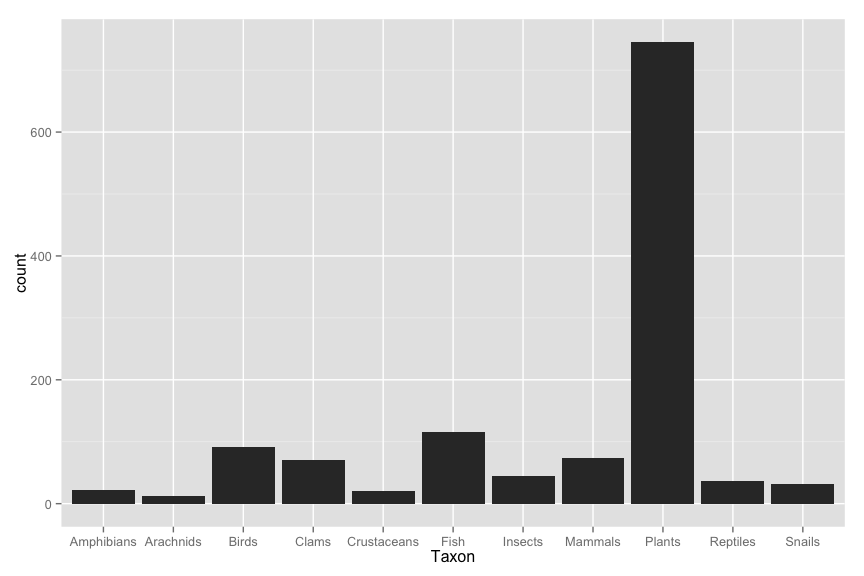 600
400
200
0
count
Amphibians Arachnids Birds Clams Crustaceans Fish Insects Mammals Plants Reptiles Snails
Taxon